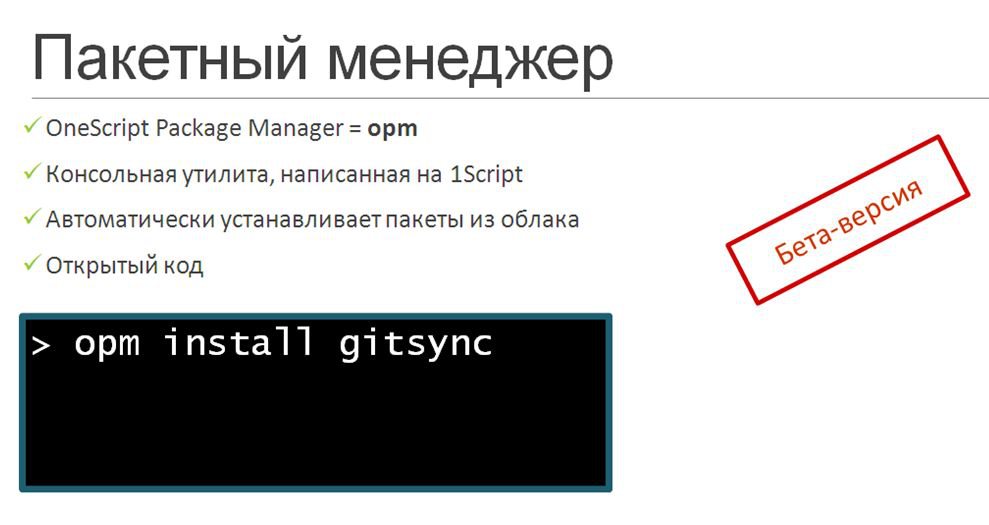 Пакетный менеджер
OneScript Package Manager = opm
Консольная утилита, написанная на 1Script
Автоматически устанавливает пакеты из облака
Открытый код
Бета-версия
> opm install gitsync